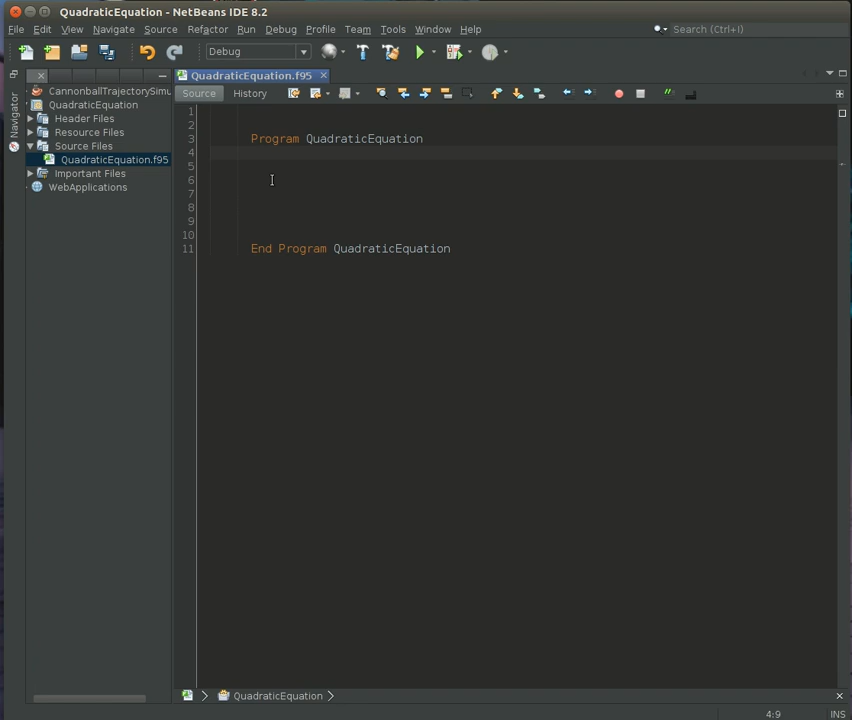 QuadraticEquation - NetBeans IDE 8.2
File Edit View Navigate Source Refactor Run Debug Profile Team Tools Window Help
Search (Ctrl+I)
Debug
QuadraticEquation.f95
Source History
Navigator
CannonballTrajectorySimu
QuadraticEquation
Header Files
Resource Files
Source Files
QuadraticEquation.f95
Important Files
WebApplications
1
2
3 Program QuadraticEquation
4
5
6
7
8
9
10
11 End Program QuadraticEquation
QuadraticEquation
4:9 INS